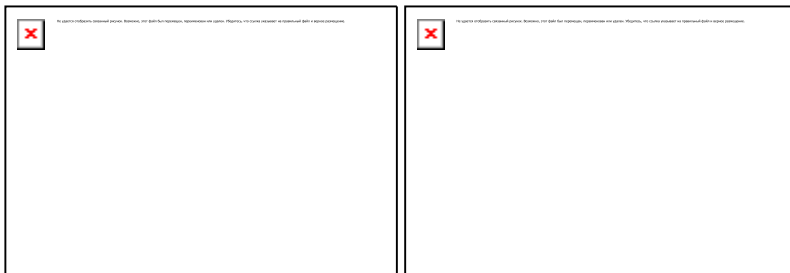 Не удается отобразить связанный рисунок. Возможно, этот файл был перемещен, переименован или удален. Убедитесь, что ссылка указывает на правильный файл и верное размещение.
Не удается отобразить связанный рисунок. Возможно, этот файл был перемещен, переименован или удален. Убедитесь, что ссылка указывает на правильный файл и верное размещение.